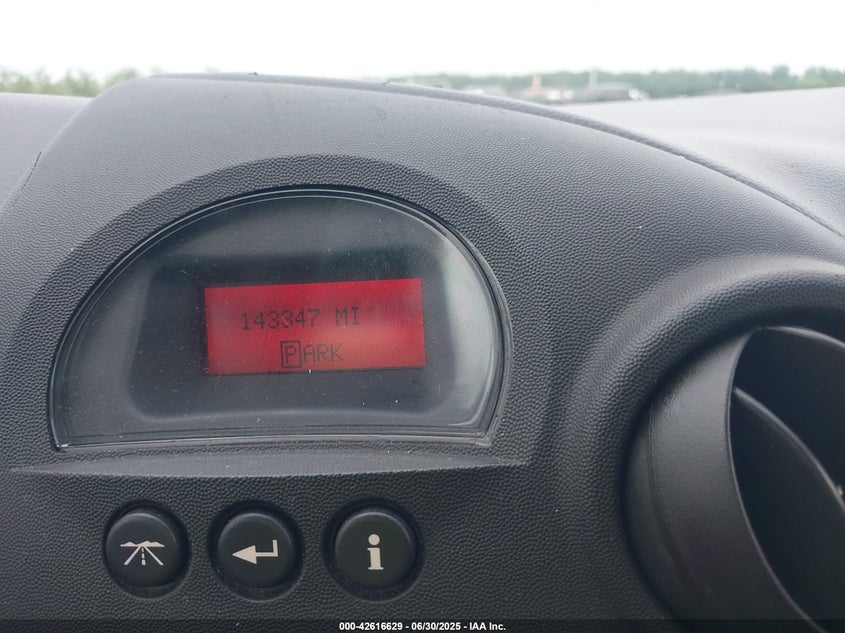 143347 MI
PARK
i
000-42616629 - 06/30/2025 - IAA Inc.